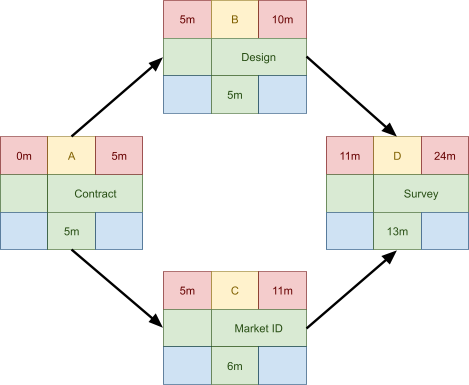 5m B 10m
Design
5m
0m A 5m
Contract
5m
11m D 24m
Survey
13m
5m C 11m
Market ID
6m